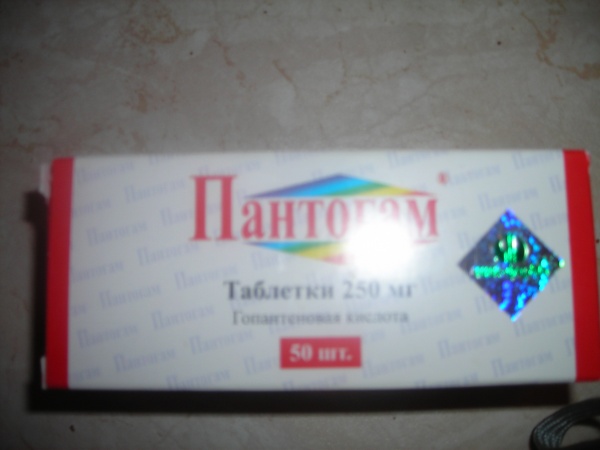 Пантогам®
Таблетки 250 мг
Гопантеновая кислота
50 шт.